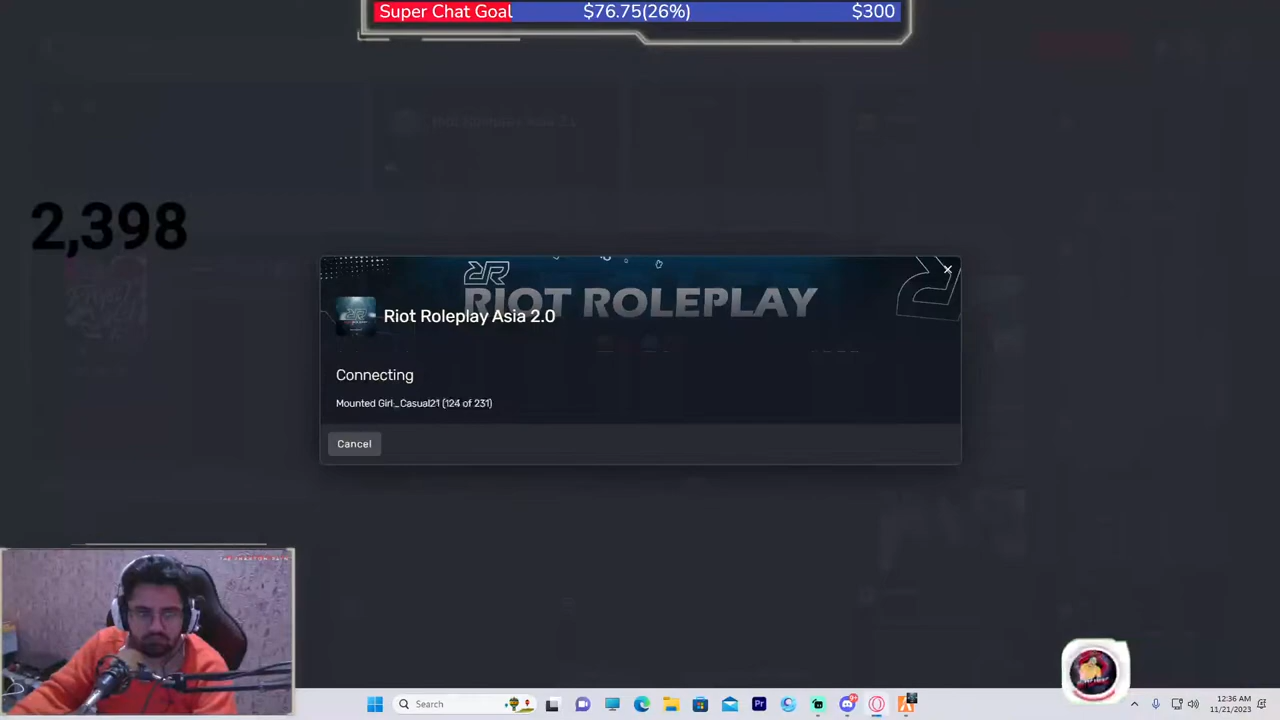 Super Chat Goal $76.75(26%) $300
2,398
RIOT ROLEPLAY
Riot Roleplay Asia 2.0
Connecting
Mounted Girl_Casual21 (124 of 231)
Cancel
Search
Pr
12:36 AM
11/21/2023